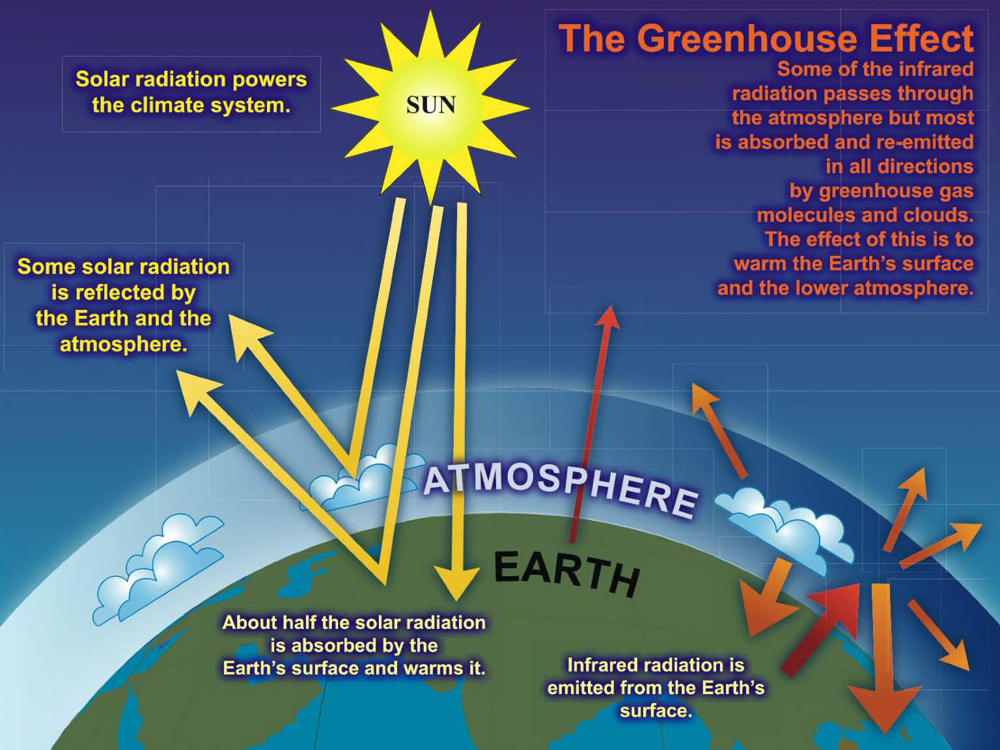 The Greenhouse Effect
Some of the infrared
radiation passes through
the atmosphere but most
is absorbed and re-emitted
in all directions
by greenhouse gas
molecules and clouds.
The effect of this is to
warm the Earth’s surface
and the lower atmosphere.
Solar radiation powers
the climate system.
SUN
Some solar radiation
is reflected by
the Earth and the
atmosphere.
ATMOSPHERE
EARTH
About half the solar radiation
is absorbed by the
Earth’s surface and warms it.
Infrared radiation is
emitted from the Earth’s
surface.